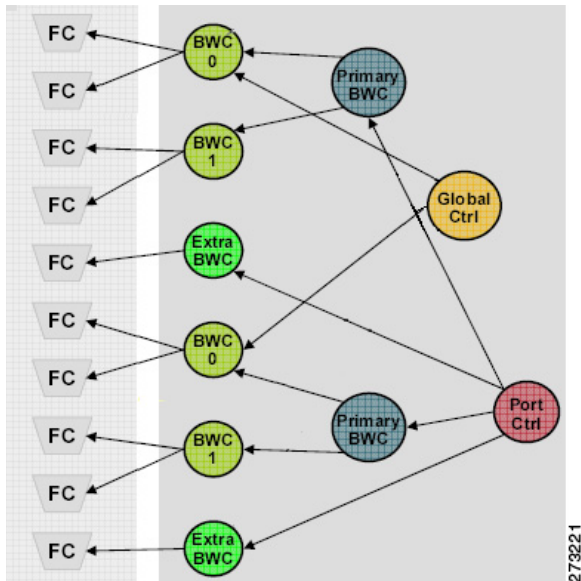 FC
FC
FC
FC
FC
FC
FC
FC
FC
FC
BWC
0
BWC
1
Extra
BWC
BWC
0
BWC
1
Extra
BWC
Primary
BWC
Primary
BWC
Global
Ctrl
Port
Ctrl
273221